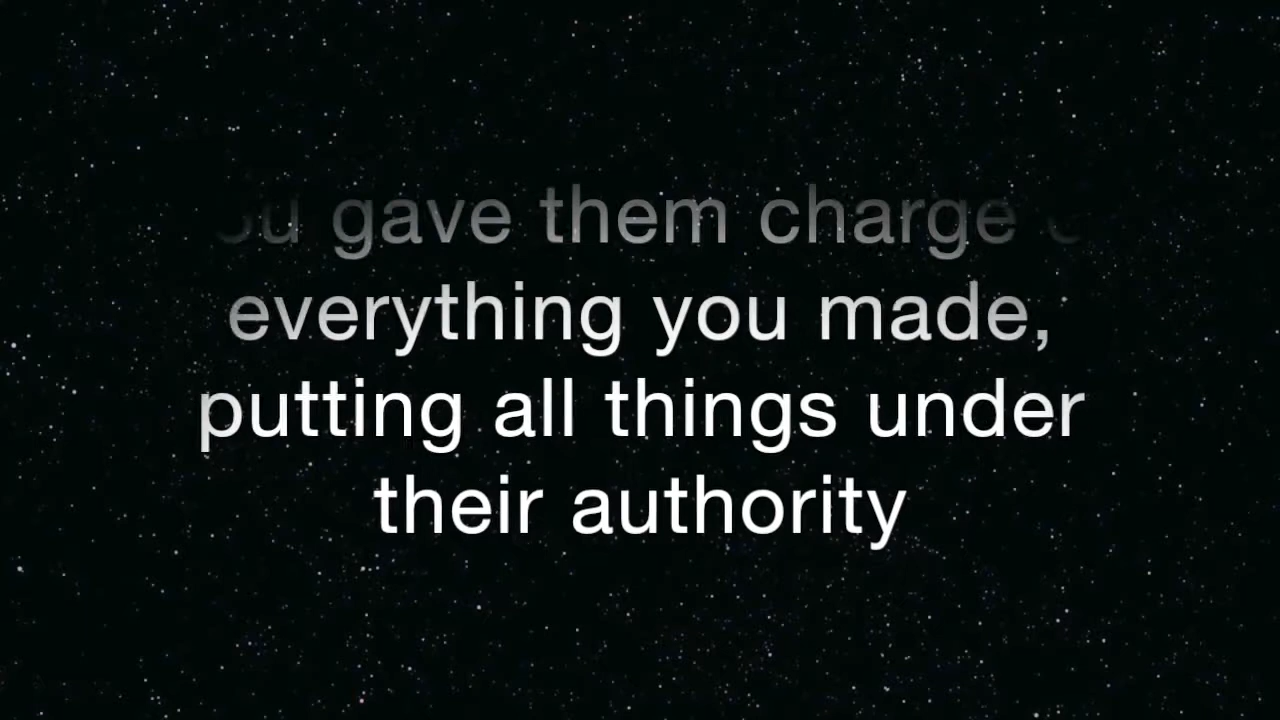 gave them charge
everything you made,
putting all things under
their authority